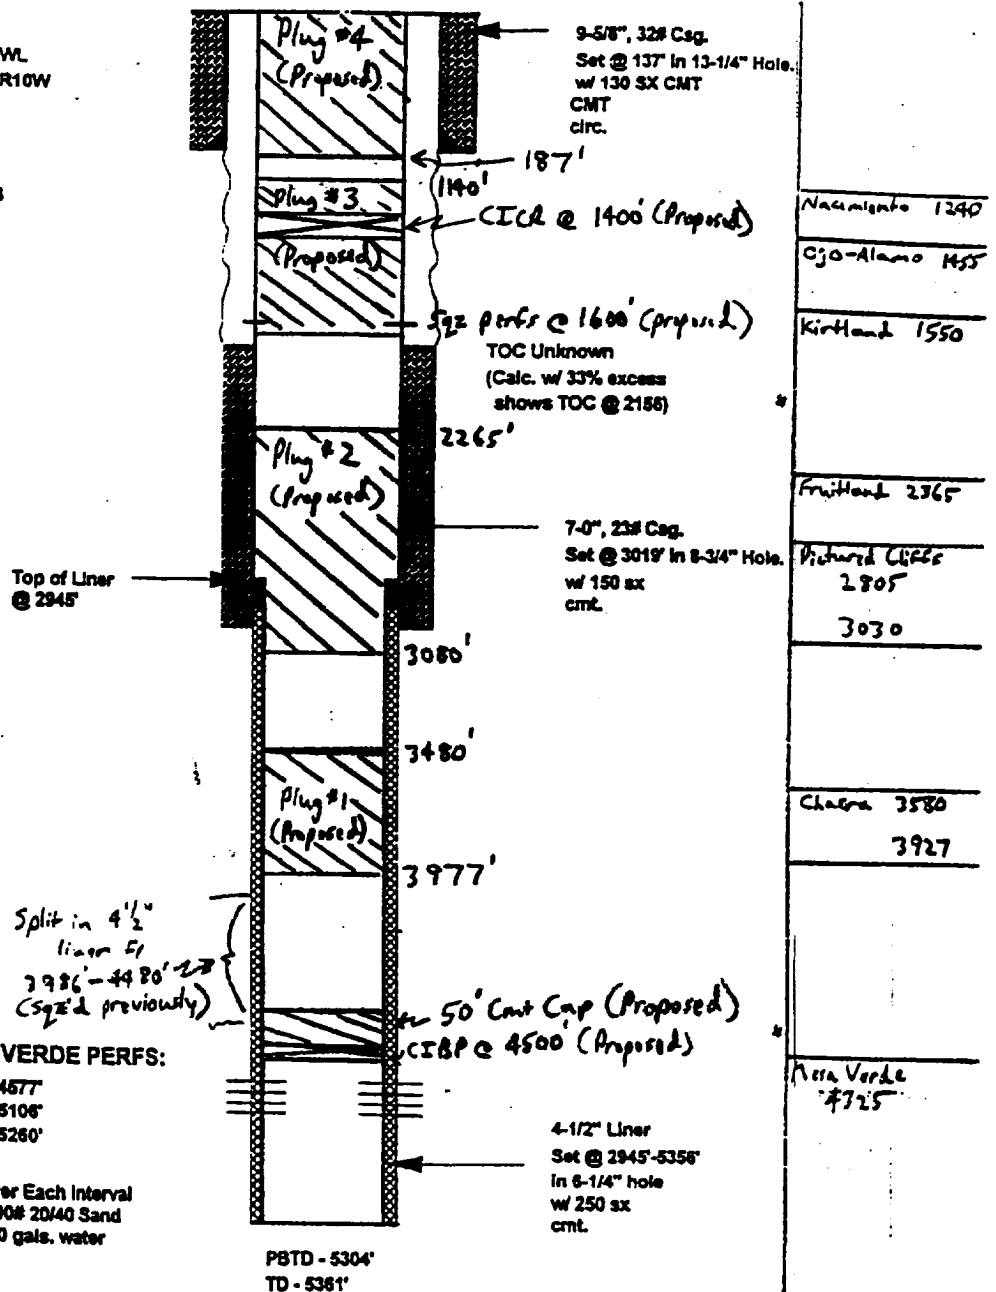 WL
R10W
Plug #4
(Proposed)
9-5/8", 32# Csg.
Set @ 137' in 13-1/4" Hole.
w/ 130 SX CMT
CMT
circ.
187'
1140'
Plug #3
CICR @ 1400' (Proposed)
(Proposed)
Nacimiento 1240
Ojo-Alamo 1455
Sqz perfs @ 1600' (proposed)
Kirtland 1550
TOC Unknown
(Calc. w/ 33% excess
shows TOC @ 2155)
*
2265'
Plug #2
(Proposed)
Fruitland 2365
7-0", 23# Csg.
Set @ 3019' in 8-3/4" Hole.
w/ 150 sx
cmt.
Pictured Cliffs
2805
3030
Top of Liner
@ 2945'
3080'
3480'
Plug #1
(Proposed)
Chacra 3580
3927
3977'
Split in 4 1/2"
liner F/
3986' - 4480'
(sqz'd previously)
50' Cmt Cap (Proposed)
CIBP @ 4500' (Proposed)
*
VERDE PERFS:
4577'
5106'
5260'
Mesa Verde
4325
4-1/2" Liner
Set @ 2945'-5358'
in 6-1/4" hole
w/ 250 sx
cmt.
er Each Interval
00# 20/40 Sand
0 gals. water
PBTD - 5304'
TD - 5361'